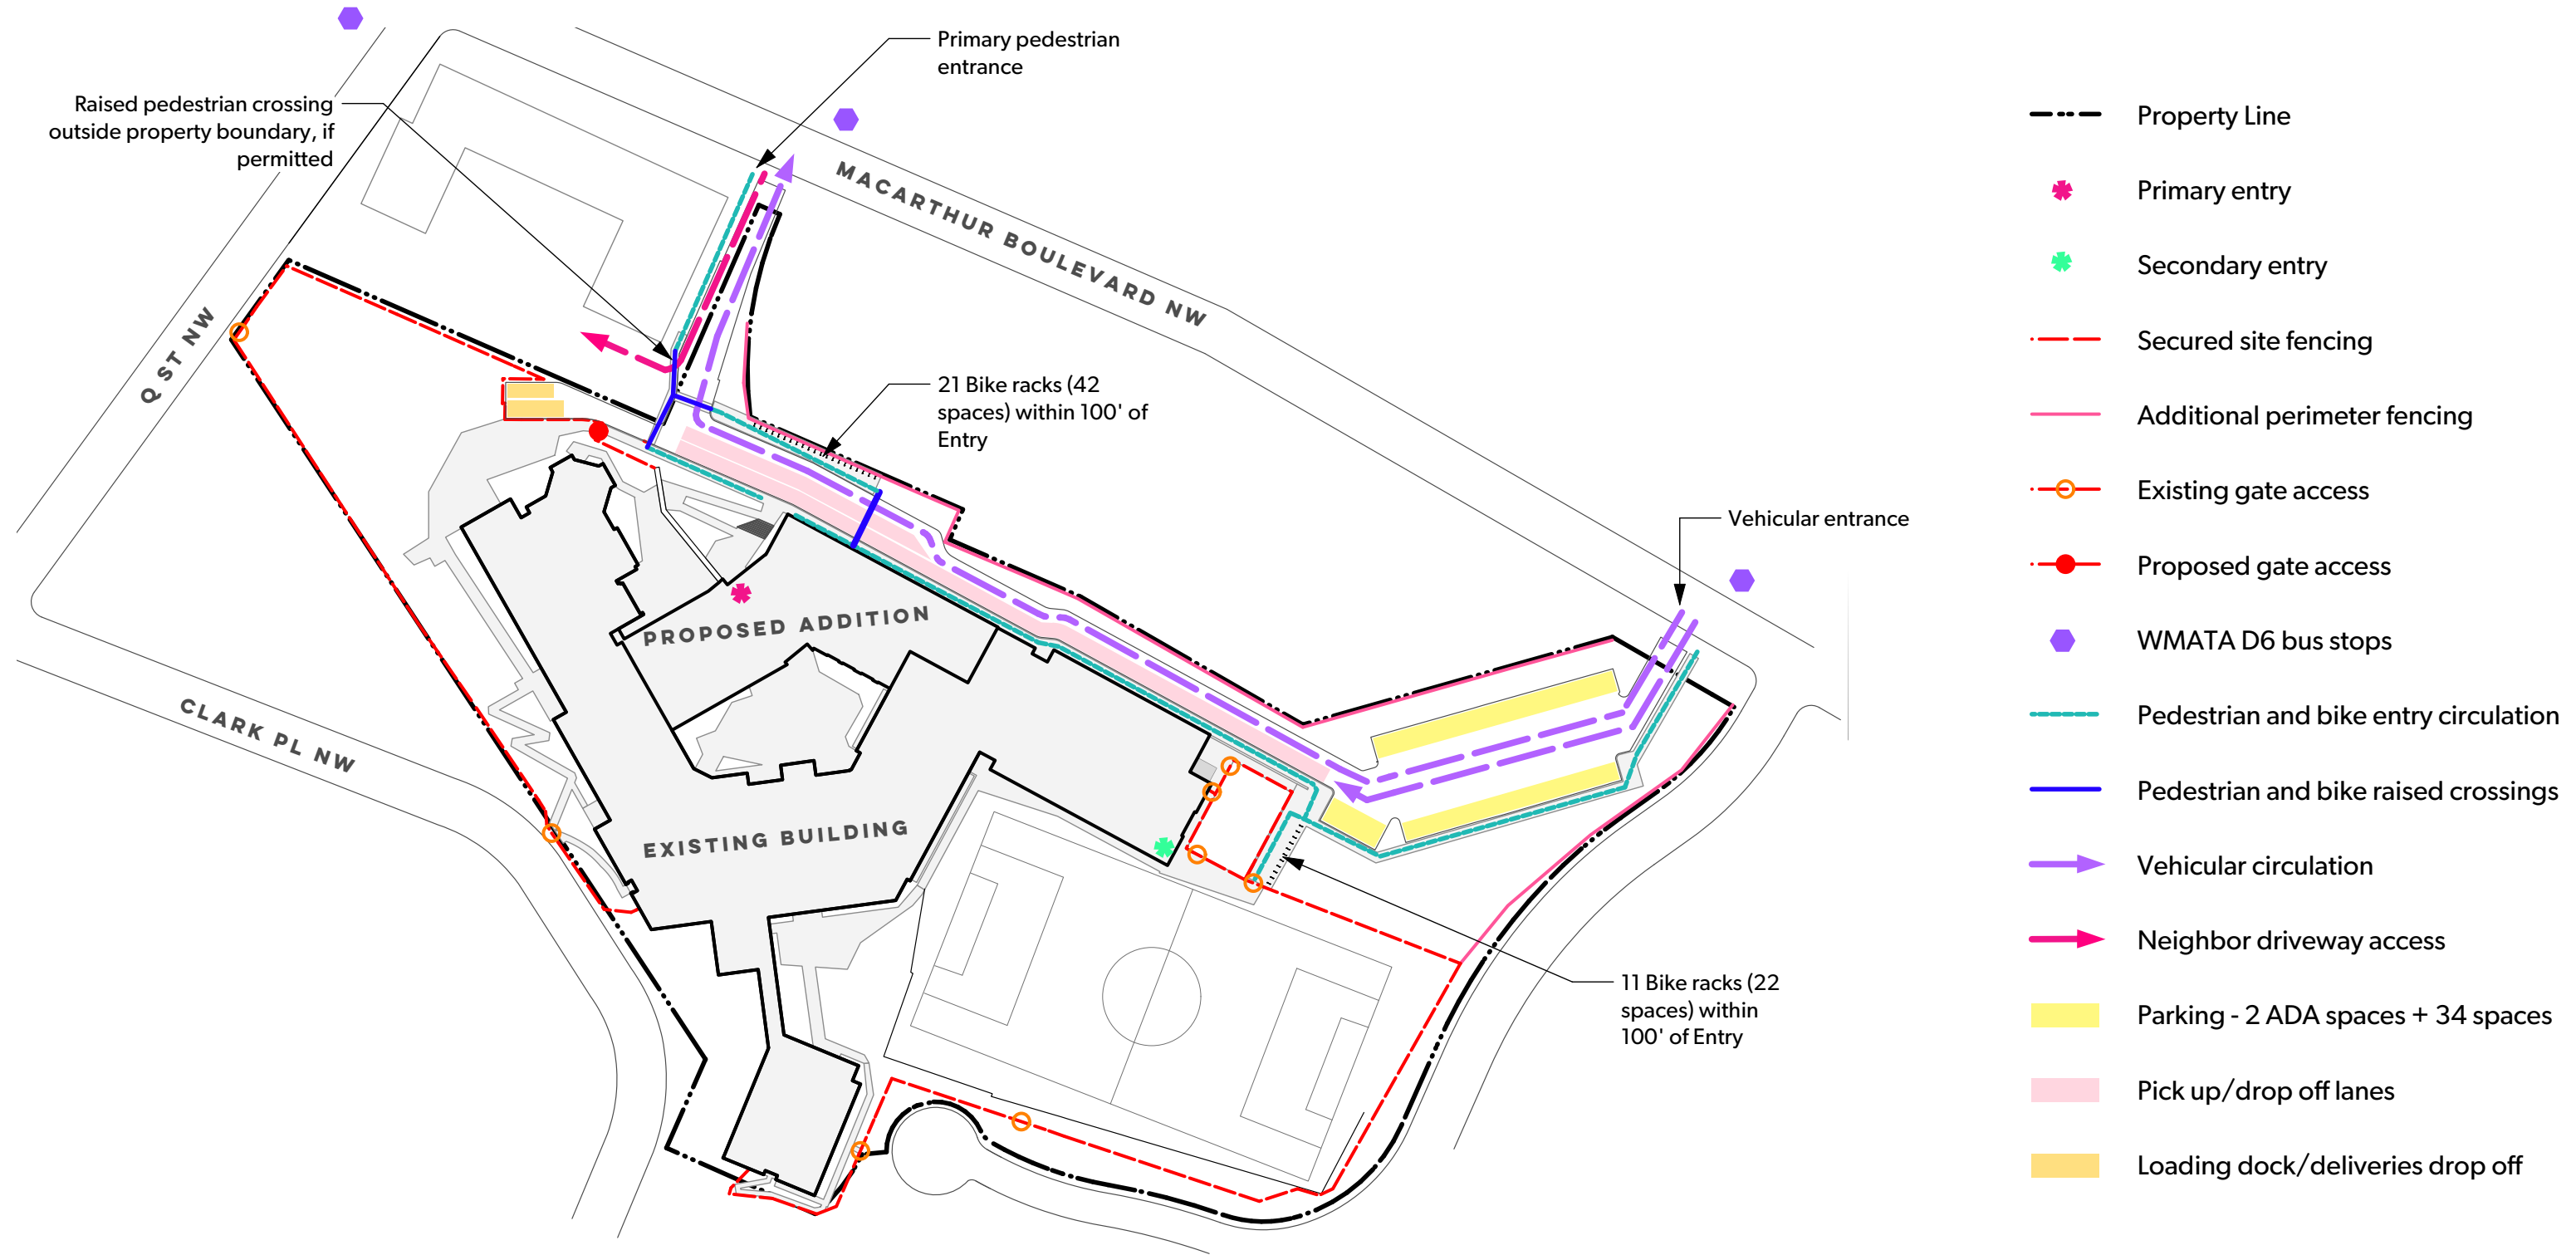 Primary pedestrian
entrance
Raised pedestrian crossing
outside property boundary, if
permitted
MACARTHUR BOULEVARD NW
Q ST NW
21 Bike racks (42
spaces) within 100' of
Entry
Vehicular entrance
PROPOSED ADDITION
CLARK PL NW
EXISTING BUILDING
11 Bike racks (22
spaces) within
100' of Entry
Property Line
Primary entry
Secondary entry
Secured site fencing
Additional perimeter fencing
Existing gate access
Proposed gate access
WMATA D6 bus stops
Pedestrian and bike entry circulation
Pedestrian and bike raised crossings
Vehicular circulation
Neighbor driveway access
Parking - 2 ADA spaces + 34 spaces
Pick up/drop off lanes
Loading dock/deliveries drop off